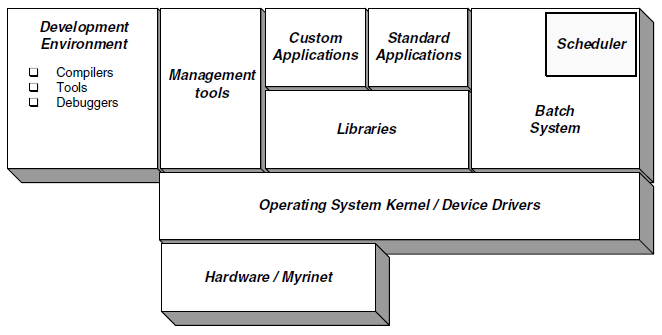 Development
Environment
Compilers
Tools
Debuggers
Management
tools
Custom
Applications
Standard
Applications
Libraries
Scheduler
Batch
System
Operating System Kernel / Device Drivers
Hardware / Myrinet